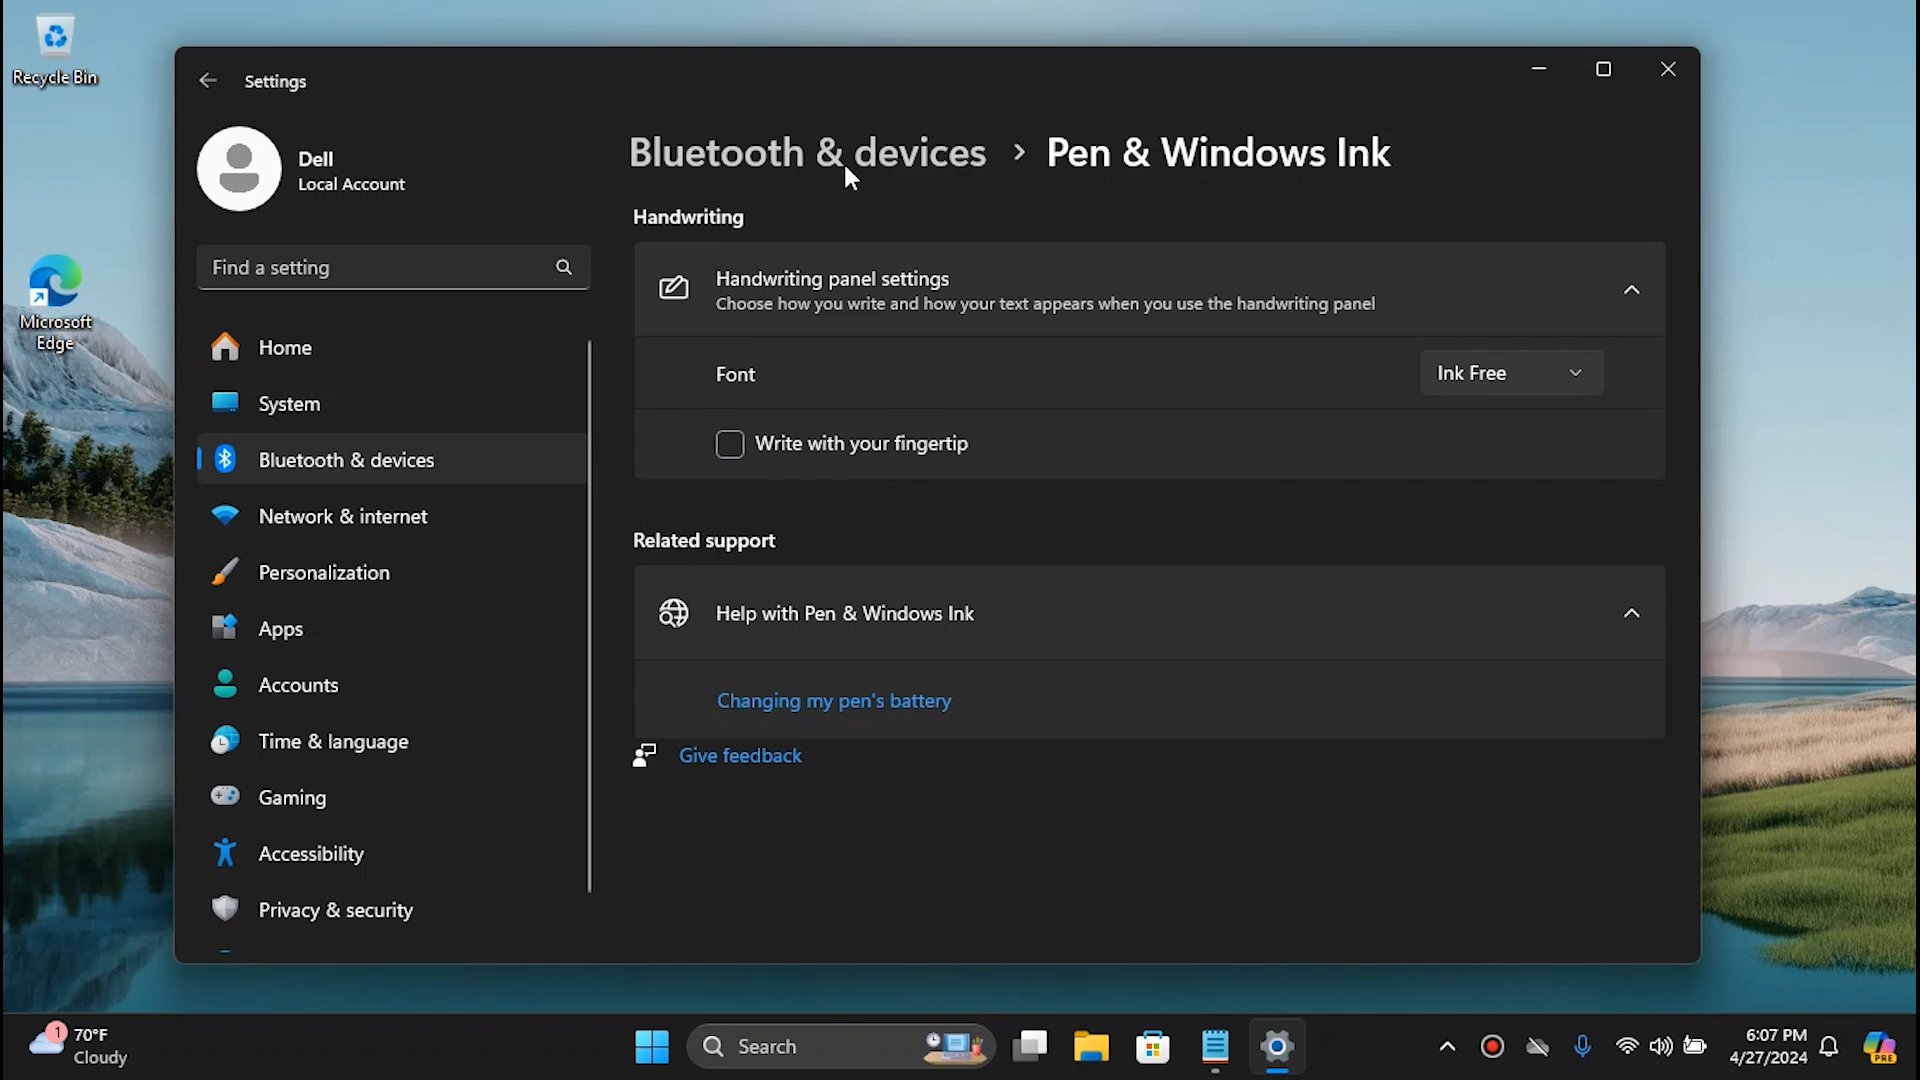 Recycle Bin
Microsoft
Edge
Settings
Dell
Local Account
Find a setting
Home
System
Bluetooth & devices
Network & internet
Personalization
Apps
Accounts
Time & language
Gaming
Accessibility
Privacy & security
Bluetooth & devices > Pen & Windows Ink
Handwriting
Handwriting panel settings
Choose how you write and how your text appears when you use the handwriting panel
Font
Ink Free
Write with your fingertip
Related support
Help with Pen & Windows Ink
Changing my pen's battery
Give feedback
1
70°F
Cloudy
Search
6:07 PM
4/27/2024
PRE